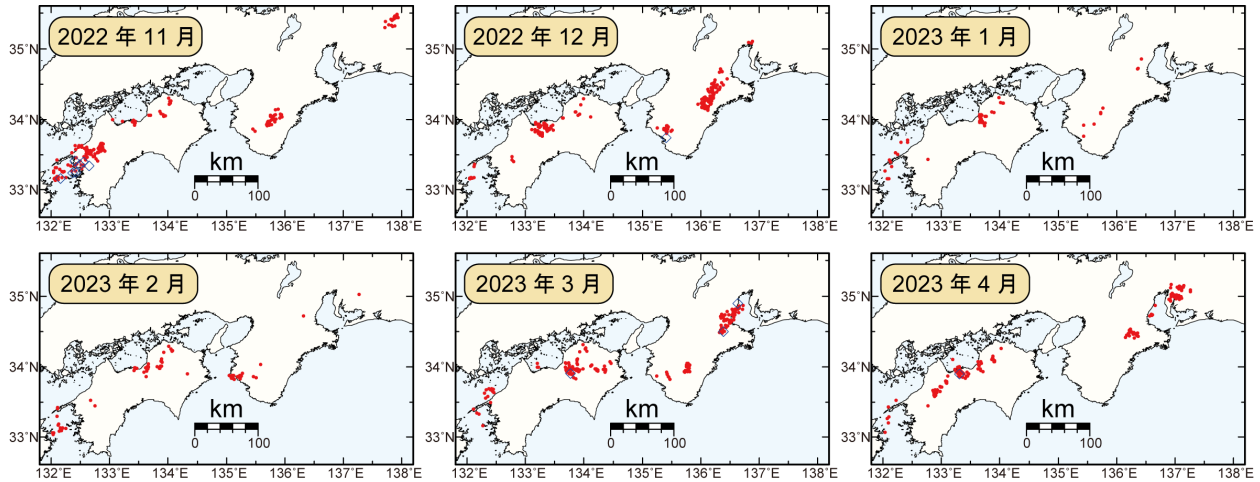 2022 年 11 月
2022 年 12 月
2023 年 1 月
35°N
34°N
33°N
km
0
100
132°E
133°E
134°E
135°E
136°E
137°E
138°E
35°N
34°N
33°N
km
0
100
132°E
133°E
134°E
135°E
136°E
137°E
138°E
35°N
34°N
33°N
km
0
100
132°E
133°E
134°E
135°E
136°E
137°E
138°E
2023 年 2 月
2023 年 3 月
2023 年 4 月
35°N
34°N
33°N
km
0
100
132°E
133°E
134°E
135°E
136°E
137°E
138°E
35°N
34°N
33°N
km
0
100
132°E
133°E
134°E
135°E
136°E
137°E
138°E
35°N
34°N
33°N
km
0
100
132°E
133°E
134°E
135°E
136°E
137°E
138°E